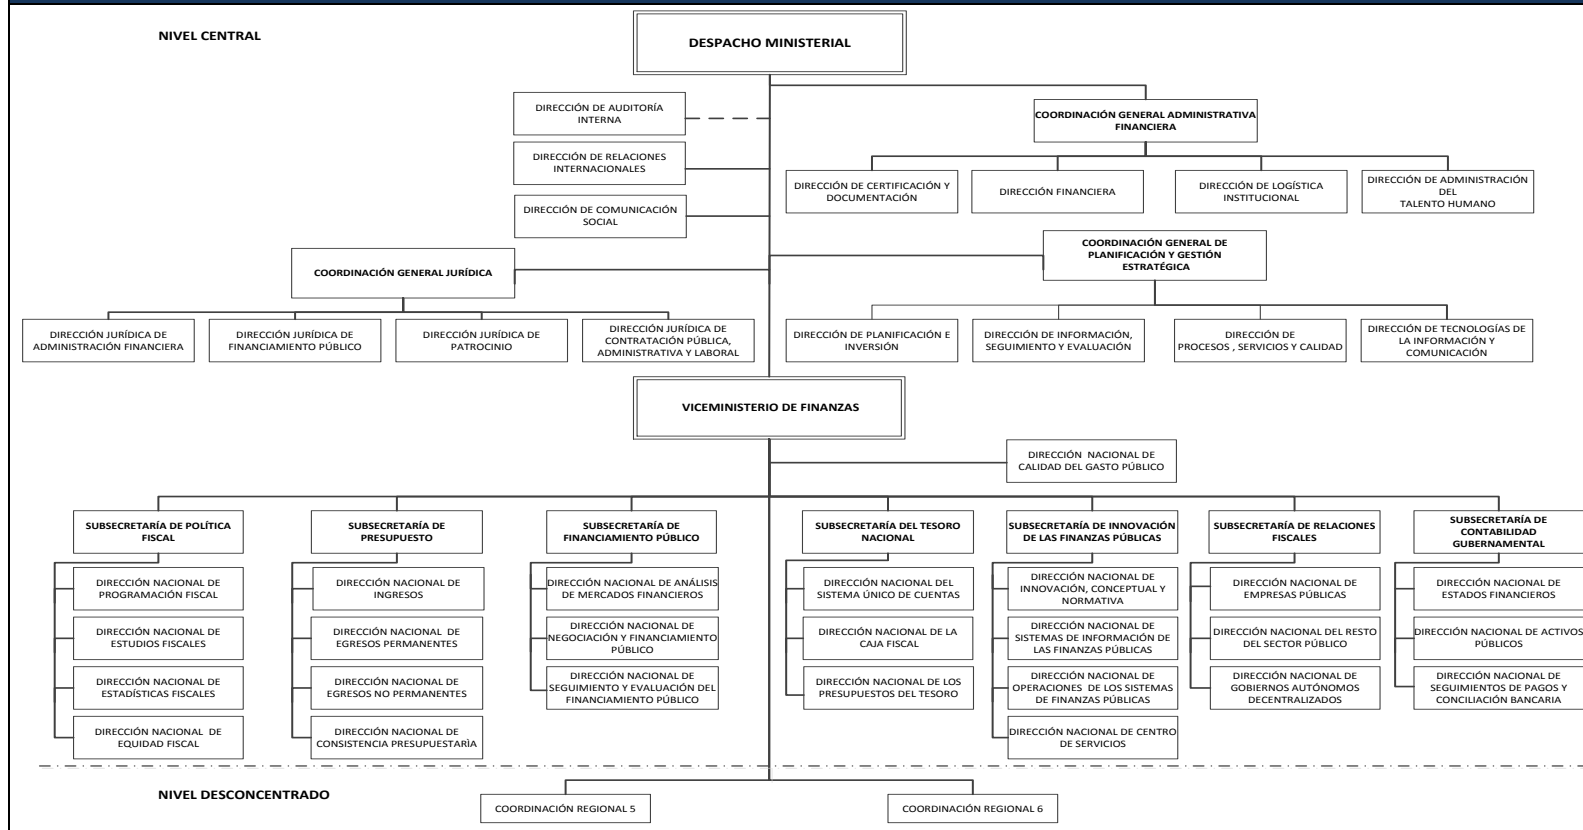 NIVEL CENTRAL
DESPACHO MINISTERIAL
DIRECCIÓN DE AUDITORÍA
INTERNA
COORDINACIÓN GENERAL ADMINISTRATIVA
FINANCIERA
DIRECCIÓN DE RELACIONES
INTERNACIONALES
DIRECCIÓN DE CERTIFICACIÓN Y
DOCUMENTACIÓN
DIRECCIÓN FINANCIERA
DIRECCIÓN DE LOGÍSTICA
INSTITUCIONAL
DIRECCIÓN DE ADMINISTRACIÓN
DEL
TALENTO HUMANO
DIRECCIÓN DE COMUNICACIÓN
SOCIAL
COORDINACIÓN GENERAL JURÍDICA
COORDINACIÓN GENERAL DE
PLANIFICACIÓN Y GESTIÓN
ESTRATÉGICA
DIRECCIÓN JURÍDICA DE
ADMINISTRACIÓN FINANCIERA
DIRECCIÓN JURÍDICA DE
FINANCIAMIENTO PÚBLICO
DIRECCIÓN JURÍDICA DE
PATROCINIO
DIRECCIÓN JURÍDICA DE
CONTRATACIÓN PÚBLICA,
ADMINISTRATIVA Y LABORAL
DIRECCIÓN DE PLANIFICACIÓN E
INVERSIÓN
DIRECCIÓN DE INFORMACIÓN,
SEGUIMIENTO Y EVALUACIÓN
DIRECCIÓN DE
PROCESOS , SERVICIOS Y CALIDAD
DIRECCIÓN DE TECNOLOGÍAS DE
LA INFORMACIÓN Y
COMUNICACIÓN
VICEMINISTERIO DE FINANZAS
DIRECCIÓN NACIONAL DE
CALIDAD DEL GASTO PÚBLICO
SUBSECRETARÍA DE POLÍTICA
FISCAL
DIRECCIÓN NACIONAL DE
PROGRAMACIÓN FISCAL
DIRECCIÓN NACIONAL DE
ESTUDIOS FISCALES
DIRECCIÓN NACIONAL DE
ESTADÍSTICAS FISCALES
DIRECCIÓN NACIONAL DE
EQUIDAD FISCAL
SUBSECRETARÍA DE
PRESUPUESTO
DIRECCIÓN NACIONAL DE
INGRESOS
DIRECCIÓN NACIONAL DE
EGRESOS PERMANENTES
DIRECCIÓN NACIONAL DE
EGRESOS NO PERMANENTES
DIRECCIÓN NACIONAL DE
CONSISTENCIA PRESUPUESTARÌA
SUBSECRETARÍA DE
FINANCIAMIENTO PÚBLICO
DIRECCIÓN NACIONAL DE ANÁLISIS
DE MERCADOS FINANCIEROS
DIRECCIÓN NACIONAL DE
NEGOCIACIÓN Y FINANCIAMIENTO
PÚBLICO
DIRECCIÓN NACIONAL DE
SEGUIMIENTO Y EVALUACIÓN DEL
FINANCIAMIENTO PÚBLICO
SUBSECRETARÍA DEL TESORO
NACIONAL
DIRECCIÓN NACIONAL DEL
SISTEMA ÚNICO DE CUENTAS
DIRECCIÓN NACIONAL DE LA
CAJA FISCAL
DIRECCIÓN NACIONAL DE LOS
PRESUPUESTOS DEL TESORO
SUBSECRETARÍA DE INNOVACIÓN
DE LAS FINANZAS PÚBLICAS
DIRECCIÓN NACIONAL DE
INNOVACIÓN, CONCEPTUAL Y
NORMATIVA
DIRECCIÓN NACIONAL DE
SISTEMAS DE INFORMACIÓN DE
LAS FINANZAS PÚBLICAS
DIRECCIÓN NACIONAL DE
OPERACIONES DE LOS SISTEMAS
DE FINANZAS PÚBLICAS
DIRECCIÓN NACIONAL DE CENTRO
DE SERVICIOS
SUBSECRETARÍA DE RELACIONES
FISCALES
DIRECCIÓN NACIONAL DE
EMPRESAS PÚBLICAS
DIRECCIÓN NACIONAL DEL RESTO
DEL SECTOR PÚBLICO
DIRECCIÓN NACIONAL DE
GOBIERNOS AUTÓNOMOS
DECENTRALIZADOS
SUBSECRETARÍA DE
CONTABILIDAD
GUBERNAMENTAL
DIRECCIÓN NACIONAL DE
ESTADOS FINANCIEROS
DIRECCIÓN NACIONAL DE ACTIVOS
PÚBLICOS
DIRECCIÓN NACIONAL DE
SEGUIMIENTOS DE PAGOS Y
CONCILIACIÓN BANCARIA
NIVEL DESCONCENTRADO
COORDINACIÓN REGIONAL 5
COORDINACIÓN REGIONAL 6